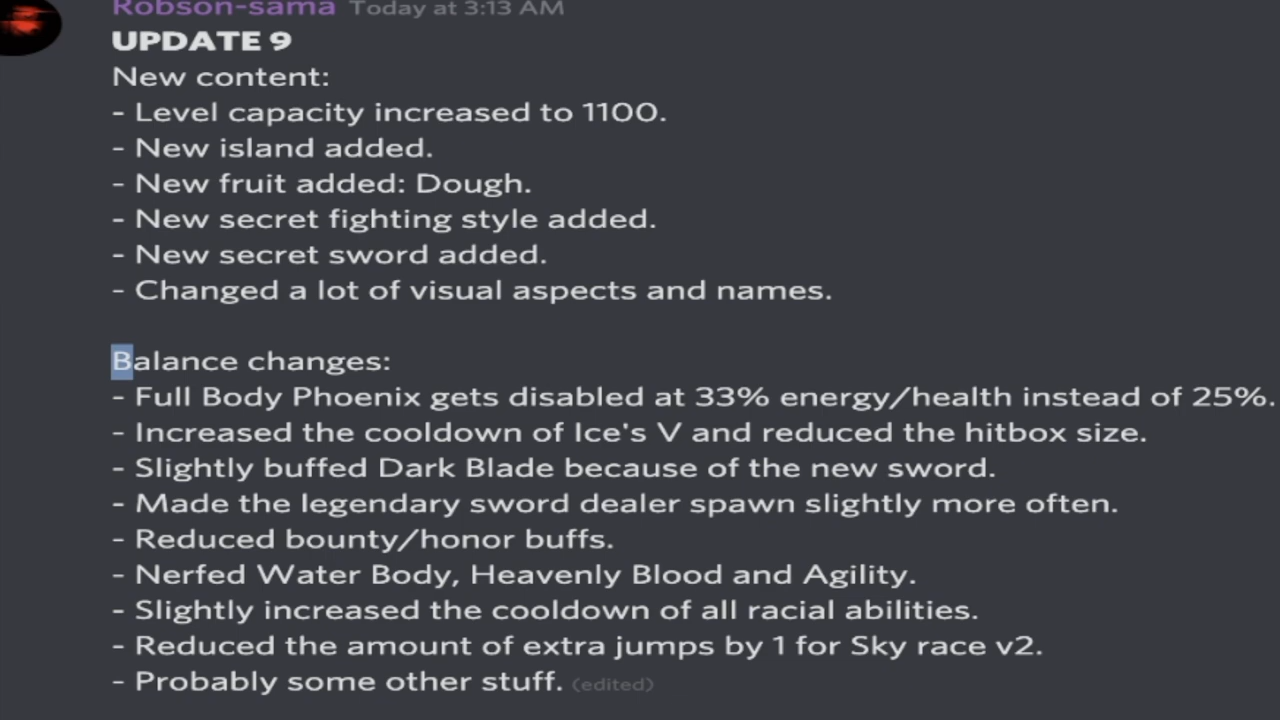 Robson-sama Today at 3:13 AM
UPDATE 9
New content:
- Level capacity increased to 1100.
- New island added.
- New fruit added: Dough.
- New secret fighting style added.
- New secret sword added.
- Changed a lot of visual aspects and names.
Balance changes:
- Full Body Phoenix gets disabled at 33% energy/health instead of 25%.
- Increased the cooldown of Ice's V and reduced the hitbox size.
- Slightly buffed Dark Blade because of the new sword.
- Made the legendary sword dealer spawn slightly more often.
- Reduced bounty/honor buffs.
- Nerfed Water Body, Heavenly Blood and Agility.
- Slightly increased the cooldown of all racial abilities.
- Reduced the amount of extra jumps by 1 for Sky race v2.
- Probably some other stuff. (edited)